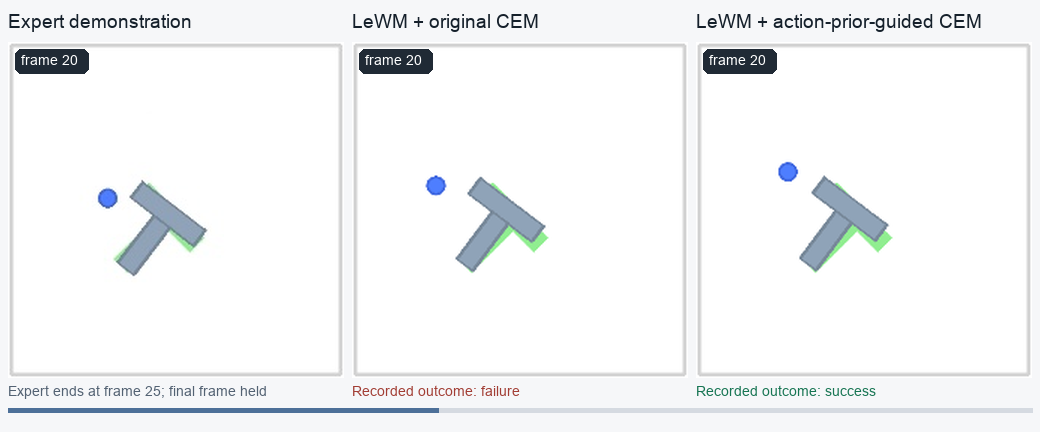 Expert demonstration
LeWM + original CEM
LeWM + action-prior-guided CEM
frame 20
frame 20
frame 20
Expert ends at frame 25; final frame held
Recorded outcome: failure
Recorded outcome: success